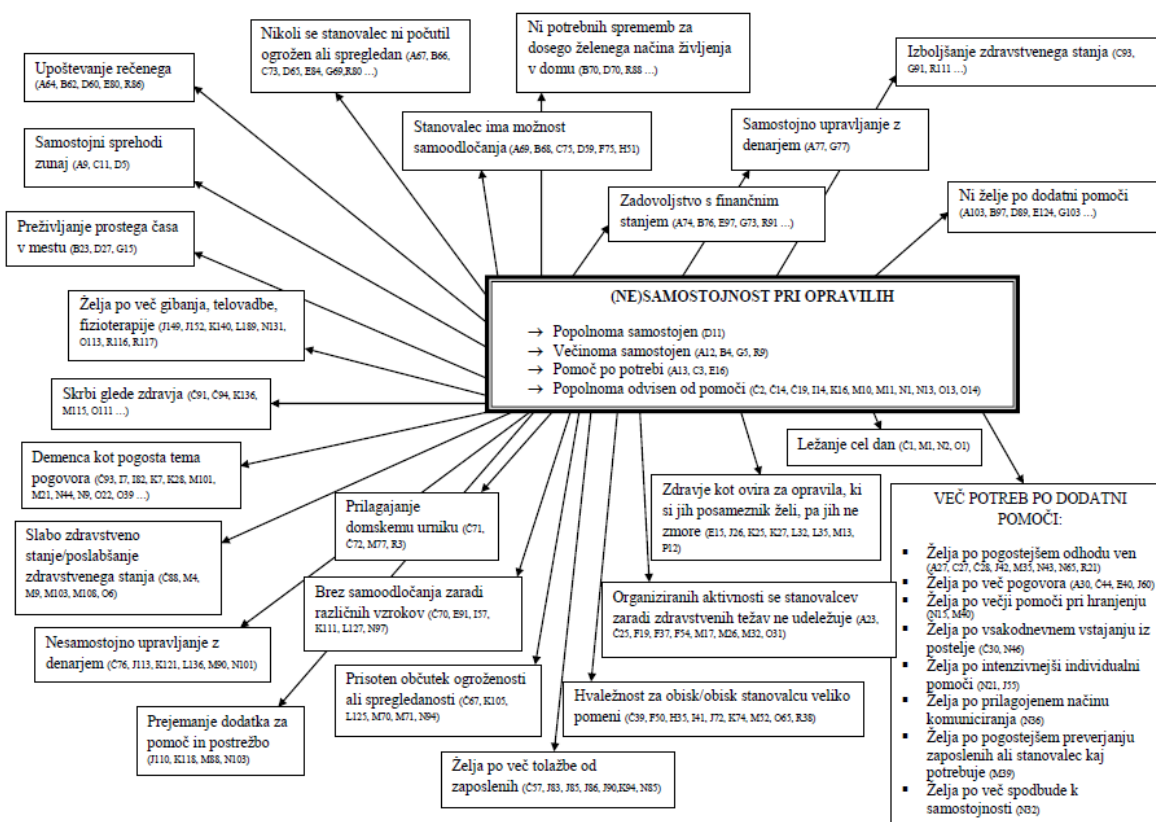 Nikoli se stanovalec ni počutil
ogrožen ali spregledan (A67, B66,
C73, D65, E84, G69,R80 …)
Ni potrebnih sprememb za
dosego želenega načina življenja
v domu (B70, D70, R88 …)
Izboljšanje zdravstvenega stanja (C93,
G91, R111 …)
Upoštevanje rečenega
(A64, B62, D60, E80, R86)
Stanovalec ima možnost
samoodločanja (A69, B68, C75, D59, F75, H51)
Samostojno upravljanje z
denarjem (A77, G77)
Samostojni sprehodi
zunaj (A9, C11, D5)
Zadovoljstvo s finančnim
stanjem (A74, B76, E97, G73, R91 …)
Ni želje po dodatni pomoči
(A103, B97, D89, E124, G103 …)
Preživljanje prostega časa
v mestu (B23, D27, G15)
(NE)SAMOSTOJNOST PRI OPRAVILIH
→ Popolnoma samostojen (D11)
→ Večinoma samostojen (A12, B4, G5, R9)
→ Pomoč po potrebi (A13, C3, E16)
→ Popolnoma odvisen od pomoči (Č2, Č14, Č19, I14, K16, M10, M11, N1, N13, O13, O14)
Želja po več gibanja, telovadbe,
fizioterapije (J149, J152, K140, L189, N131,
O113, R116, R117)
Skrbi glede zdravja (Č91, Č94, K136,
M115, O111 …)
Ležanje cel dan (Č1, M1, N2, O1)
Demenca kot pogosta tema
pogovora (Č93, I7, I82, K7, K28, M101,
M21, N44, N9, O22, O39 …)
Prilagajanje
domskemu urniku (Č71,
Č72, M77, R3)
Zdravje kot ovira za opravila, ki
si jih posameznik želi, pa jih ne
zmore (E15, J26, K25, K27, L32, L35, M13,
P12)
Slabo zdravstveno
stanje/poslabšanje
zdravstvenega stanja (Č88, M4,
M9, M103, M108, O6)
Brez samoodločanja zaradi
različnih vzrokov (Č70, E91, I57,
K111, L127, N97)
Organiziranih aktivnosti se stanovalcev
zaradi zdravstvenih težav ne udeležuje (A23,
Č25, F19, F37, F54, M17, M26, M32, O31)
Nesamostojno upravljanje z
denarjem (Č76, J113, K121, L136, M90, N101)
Prisoten občutek ogroženosti
ali spregledanosti (Č67, K105,
L125, M70, M71, N94)
Hvaležnost za obisk/obisk stanovalcu veliko
pomeni (Č39, F50, H35, I41, J72, K74, M52, O65, R38)
Prejemanje dodatka za
pomoč in postrežbo
(J110, K118, M88, N103)
Želja po več tolažbe od
zaposlenih (Č57, J83, J85, J86, J90,K94, N85)
VEČ POTREB PO DODATNI
POMOČI:
▪ Želja po pogostejšem odhodu ven
(A27, C27, Č28, J42, M35, N43, N65, R21)
▪ Želja po več pogovora (A30, Č44, E40, J60)
▪ Želja po večji pomoči pri hranjenju
(N15, M40)
▪ Želja po vsakodnevnem vstajanju iz
postelje (Č30, N46)
▪ Želja po intenzivnejši individualni
pomoči (N21, J55)
▪ Želja po prilagojenem načinu
komuniciranja (N36)
▪ Želja po pogostejšem preverjanju
zaposlenih ali stanovalec kaj
potrebuje (M39)
▪ Želja po več spodbude k
samostojnosti (N32)